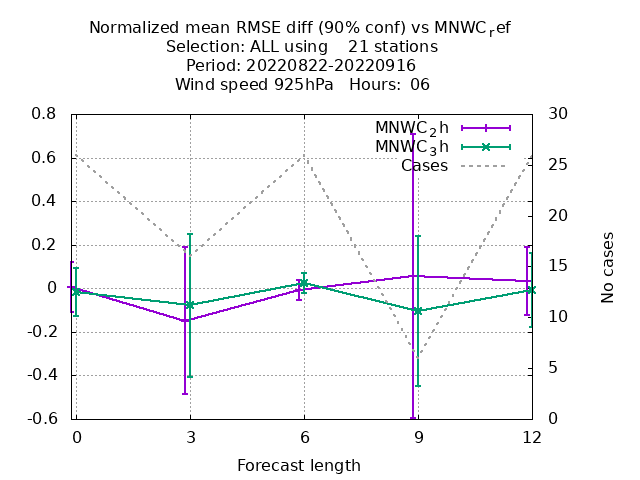 Normalized mean RMSE diff (90% conf) vs MNWC_ref
Selection: ALL using 21 stations
Period: 20220822-20220916
Wind speed 925hPa Hours: 06
MNWC_2h
MNWC_3h
Cases
0.8
0.6
0.4
0.2
0
-0.2
-0.4
-0.6
30
25
20
15
10
5
0
No cases
0 3 6 9 12
Forecast length